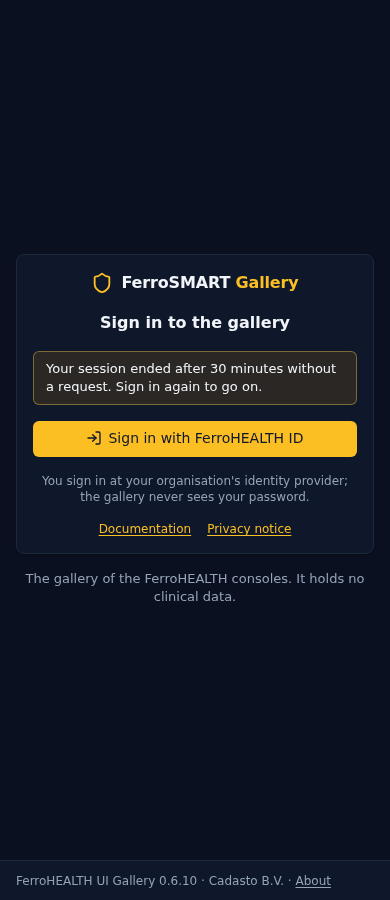 FerroSMART Gallery
Sign in to the gallery
Your session ended after 30 minutes without
a request. Sign in again to go on.
Sign in with FerroHEALTH ID
You sign in at your organisation's identity provider;
the gallery never sees your password.
Documentation Privacy notice
The gallery of the FerroHEALTH consoles. It holds no
clinical data.
FerroHEALTH UI Gallery 0.6.10 · Cadasto B.V. · About